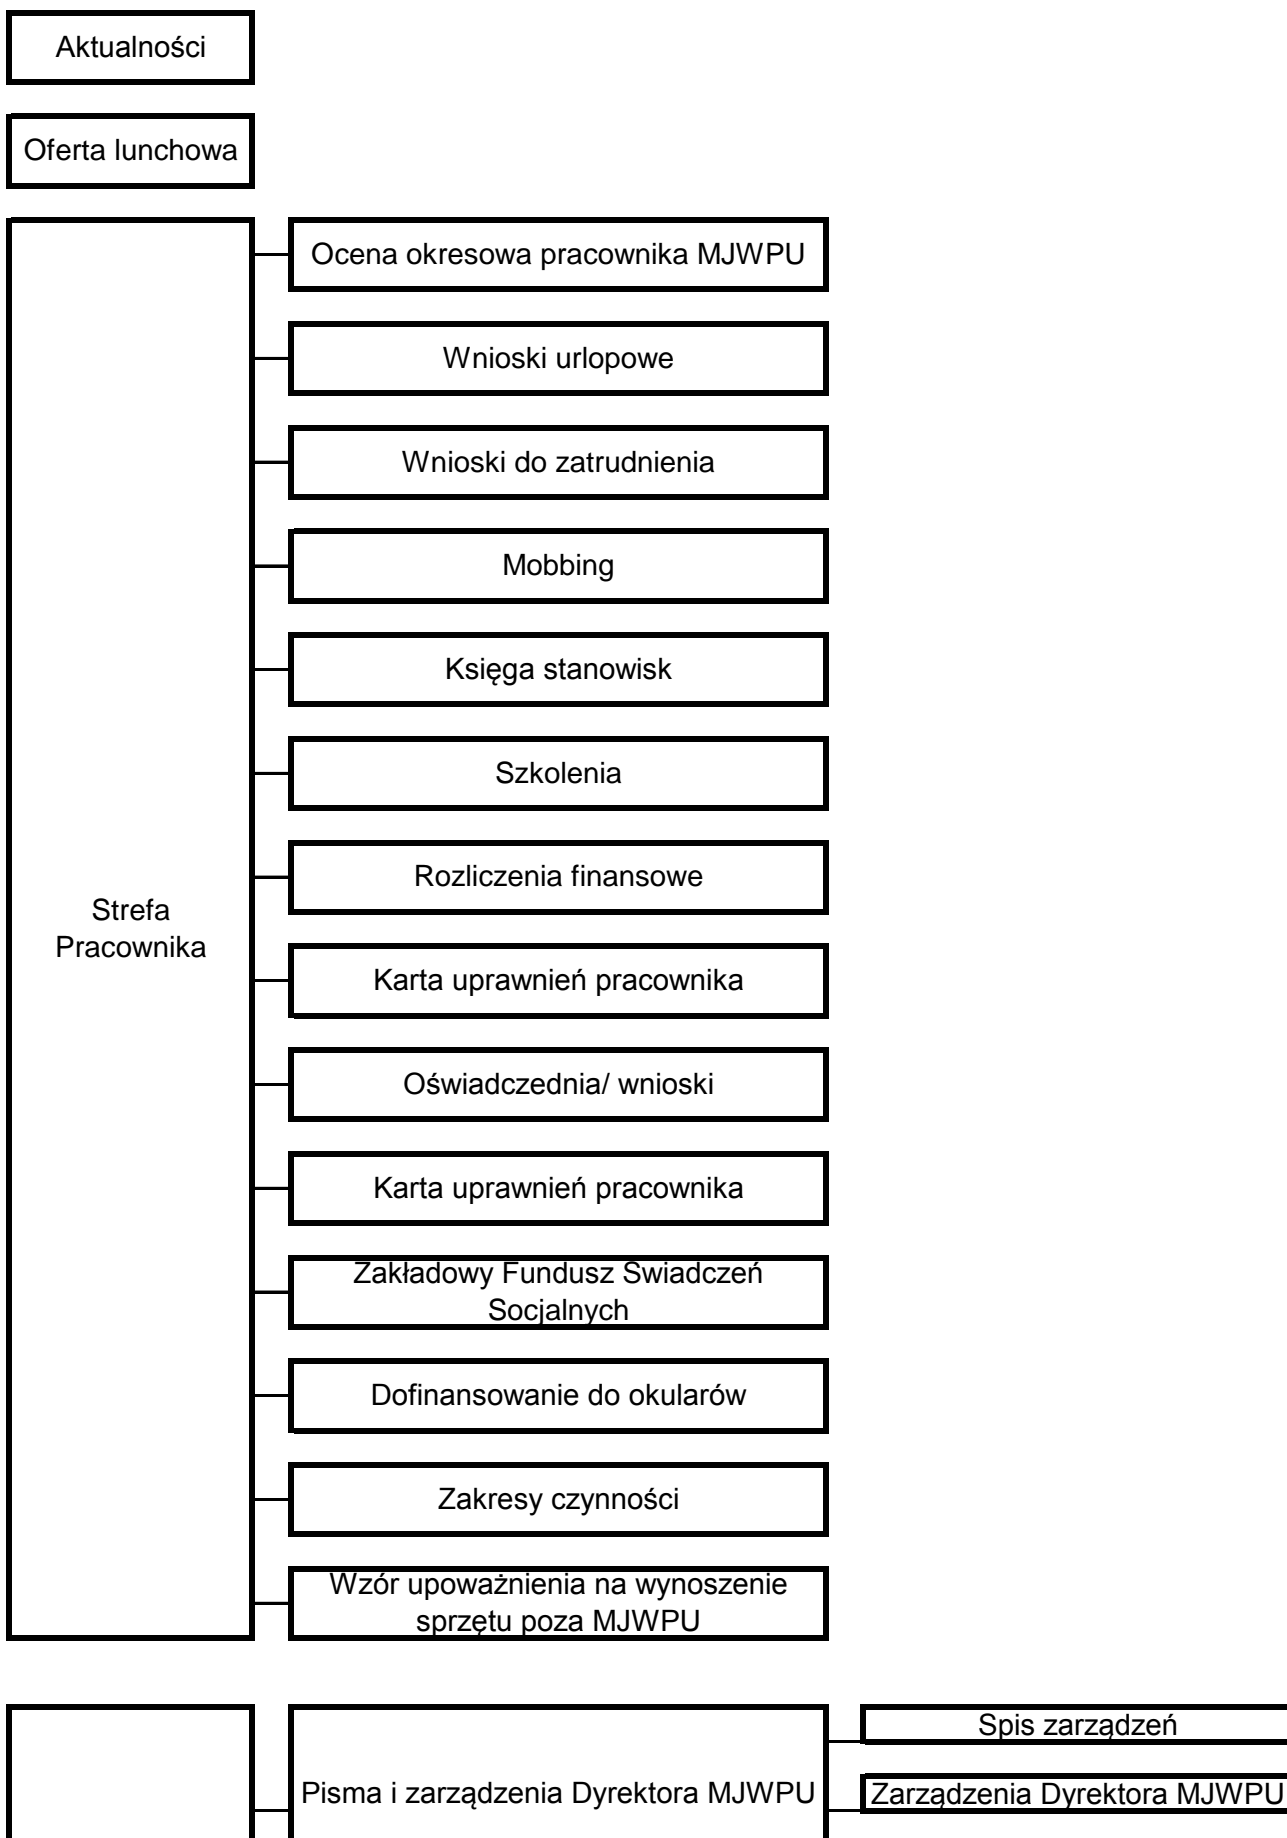 Aktualności
Oferta lunchowa
Strefa
Pracownika
Ocena okresowa pracownika MJWPU
Wnioski urlopowe
Wnioski do zatrudnienia
Mobbing
Księga stanowisk
Szkolenia
Rozliczenia finansowe
Karta uprawnień pracownika
Oświadczednia/ wnioski
Karta uprawnień pracownika
Zakładowy Fundusz Świadczeń
Socjalnych
Dofinansowanie do okularów
Zakresy czynności
Wzór upoważnienia na wynoszenie
sprzętu poza MJWPU
Pisma i zarządzenia Dyrektora MJWPU
Spis zarządzeń
Zarządzenia Dyrektora MJWPU